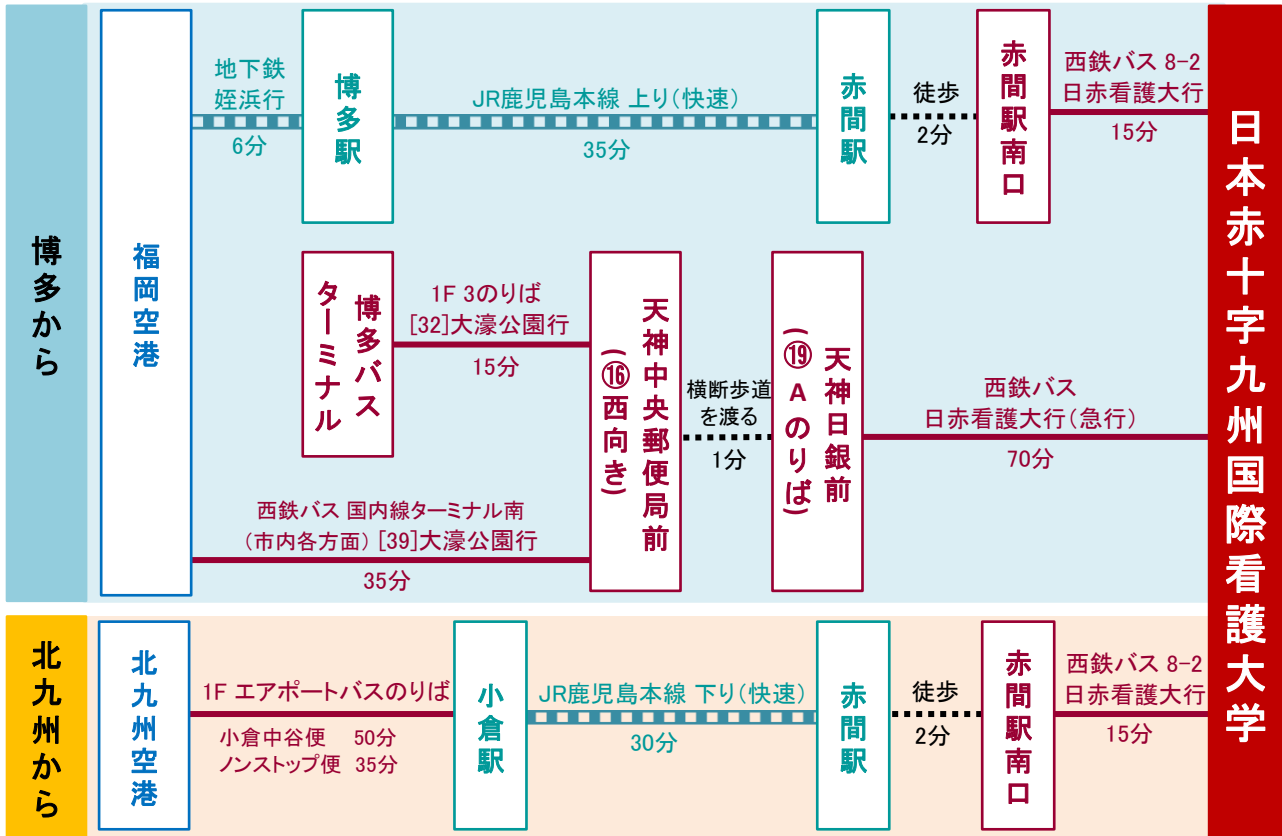 博多から
福岡空港
地下鉄
姪浜行
6分
博多駅
JR鹿児島本線 上り(快速)
35分
赤間駅
徒歩
2分
赤間駅南口
西鉄バス 8-2
日赤看護大行
15分
博多バス
ターミナル
1F 3のりば
[32]大濠公園行
15分
天神中央郵便局前
(⑯西向き)
横断歩道
を渡る
1分
天神日銀前
(⑲Aのりば)
西鉄バス
日赤看護大行(急行)
70分
西鉄バス 国内線ターミナル南
(市内各方面) [39]大濠公園行
35分
北九州から
北九州空港
1F エアポートバスのりば
小倉中谷便 50分
ノンストップ便 35分
小倉駅
JR鹿児島本線 下り(快速)
30分
赤間駅
徒歩
2分
赤間駅南口
西鉄バス 8-2
日赤看護大行
15分
日本赤十字九州国際看護大学